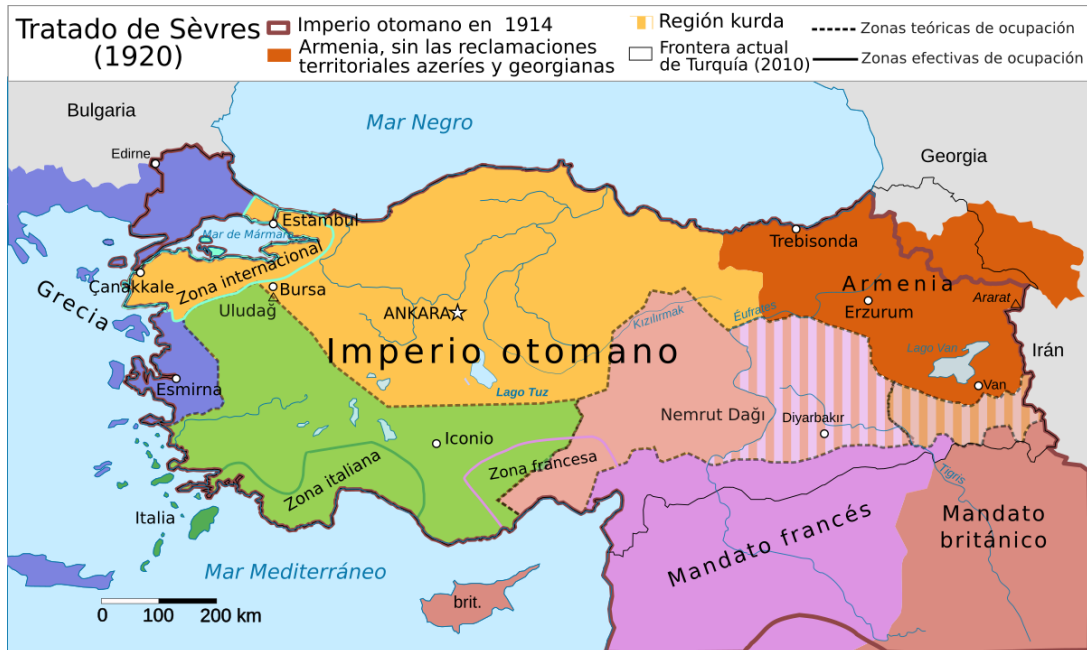 Tratado de Sèvres
(1920)
Imperio otomano en 1914
Armenia, sin las reclamaciones
territoriales azeríes y georgianas
Región kurda
Frontera actual
de Turquía (2010)
Zonas teóricas de ocupación
Zonas efectivas de ocupación
Bulgaria
Mar Negro
Edirne
Georgia
Estambul
Mar de Mármara
Trebisonda
Zona internacional
Çanakkale
Grecia
Bursa
Uludağ
ANKARA
Kızılırmak
Éufrates
Armenia
Erzurum
Ararat
Imperio otomano
Lago Van
Irán
Esmirna
Lago Tuz
Van
Nemrut Dağı
Diyarbakır
Iconio
Zona italiana
Zona francesa
Tigris
Italia
Mandato francés
Mandato
británico
Mar Mediterráneo
brit.
0 100 200 km